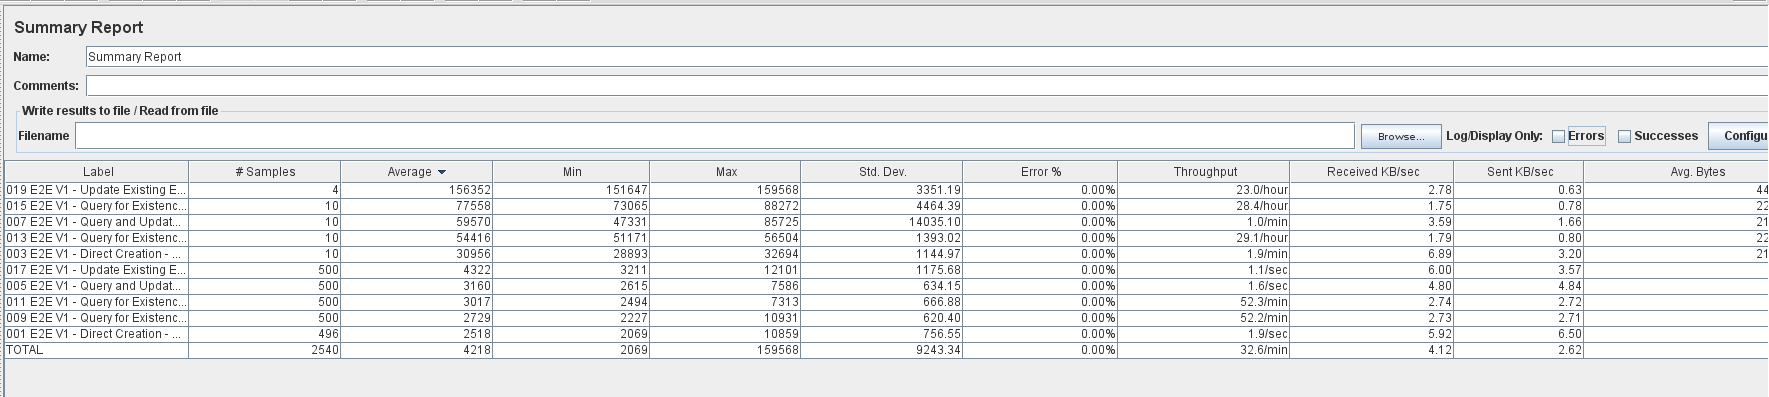 Summary Report
Name: Summary Report
Comments:
Write results to file / Read from file
Filename Browse... Log/Display Only: Errors Successes Configu
Label # Samples Average Min Max Std. Dev. Error % Throughput Received KB/sec Sent KB/sec Avg. Bytes
019 E2E V1 - Update Existing E... 4 156352 151647 159568 3351.19 0.00% 23.0/hour 2.78 0.63 44
015 E2E V1 - Query for Existenc... 10 77558 73065 88272 4464.39 0.00% 28.4/hour 1.75 0.78 22
007 E2E V1 - Query and Updat... 10 59570 47331 85725 14035.10 0.00% 1.0/min 3.59 1.66 21
013 E2E V1 - Query for Existenc... 10 54416 51171 56504 1393.02 0.00% 29.1/hour 1.79 0.80 22
003 E2E V1 - Direct Creation - ... 10 30956 28893 32694 1144.97 0.00% 1.9/min 6.89 3.20 21
017 E2E V1 - Update Existing E... 500 4322 3211 12101 1175.68 0.00% 1.1/sec 6.00 3.57
005 E2E V1 - Query and Updat... 500 3160 2615 7586 634.15 0.00% 1.6/sec 4.80 4.84
011 E2E V1 - Query for Existenc... 500 3017 2494 7313 666.88 0.00% 52.3/min 2.74 2.72
009 E2E V1 - Query for Existenc... 500 2729 2227 10931 620.40 0.00% 52.2/min 2.73 2.71
001 E2E V1 - Direct Creation - ... 496 2518 2069 10859 756.55 0.00% 1.9/sec 5.92 6.50
TOTAL 2540 4218 2069 159568 9243.34 0.00% 32.6/min 4.12 2.62